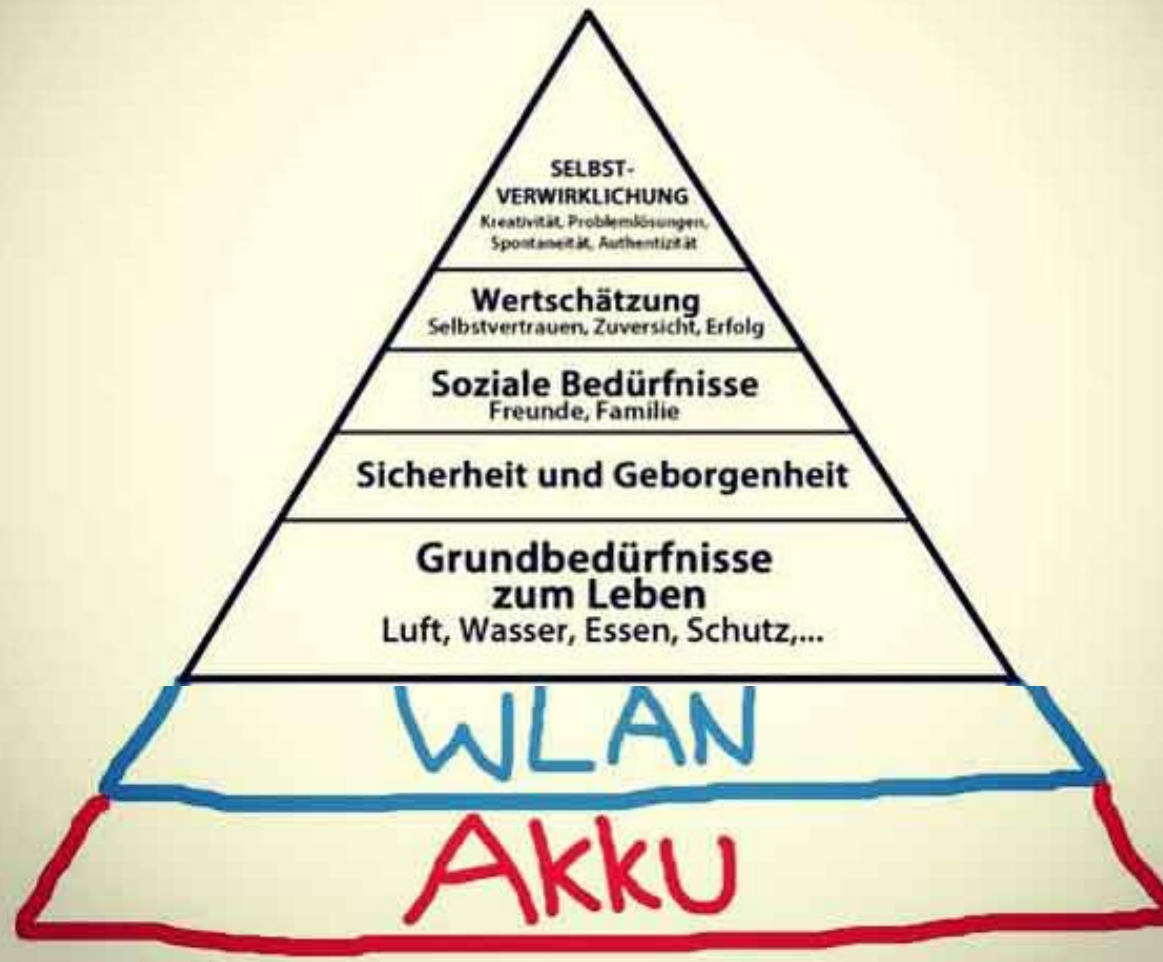 SELBST-
VERWIRKLICHUNG
Kreativität, Problemlösungen,
Spontaneität, Authentizität
Wertschätzung
Selbstvertrauen, Zuversicht, Erfolg
Soziale Bedürfnisse
Freunde, Familie
Sicherheit und Geborgenheit
Grundbedürfnisse
zum Leben
Luft, Wasser, Essen, Schutz,...
WLAN
Akku